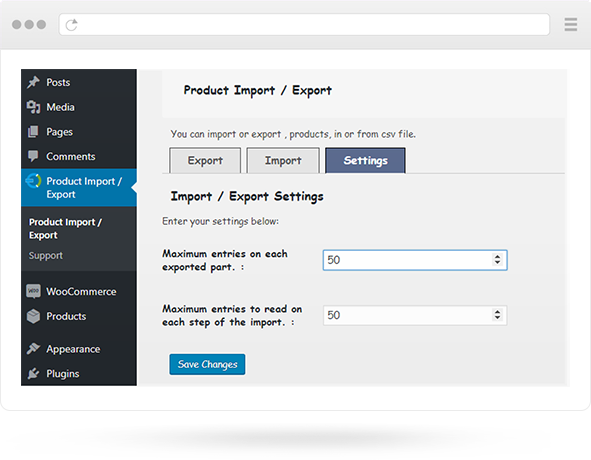 Posts
Media
Pages
Comments
Product Import /
Export
Product Import /
Export
Support
WOO
WooCommerce
Products
Appearance
Plugins
Product Import / Export
You can import or export , products, in or from csv file.
Export
Import
Settings
Import / Export Settings
Enter your settings below:
Maximum entries on each
exported part. :
50
Maximum entries to read on
each step of the import. :
50
Save Changes